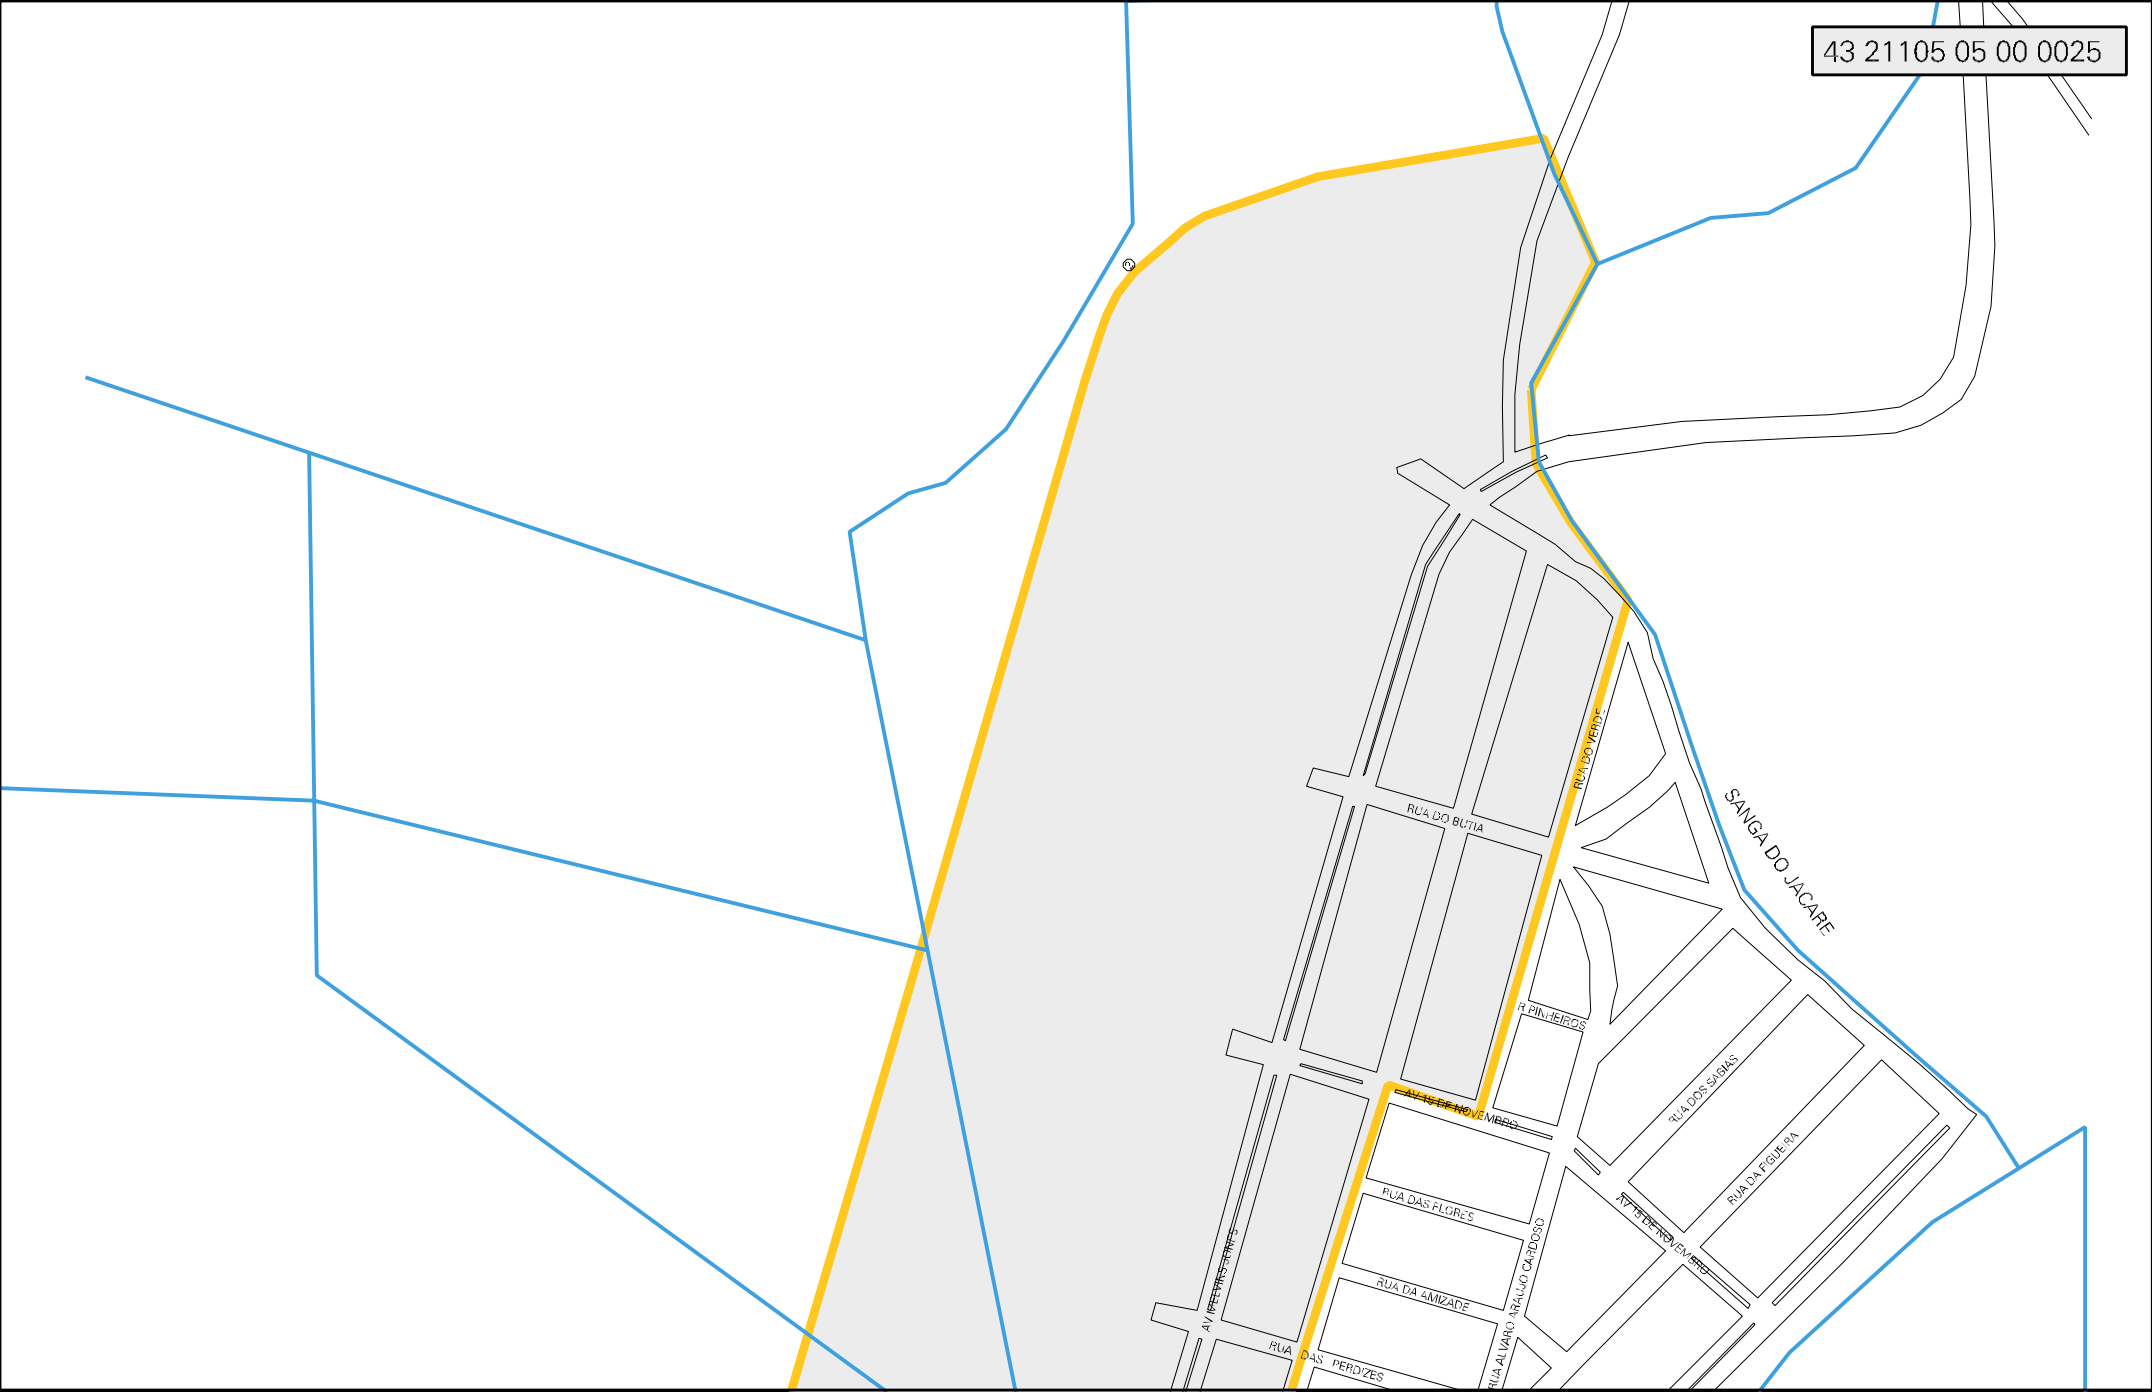 43 21105 05 00 0025
RUA DO VERDE
RUA DO BUTIA
SANGA DO JACARE
R PINHEIROS
AV 15 DE NOVEMBRO
RUA DOS SABIAS
RUA DA FIGUEIRA
RUA DAS FLORES
AV 15 DE NOVEMBRO
RUA ALVARO ARAUJO CARDOSO
RUA DA AMIZADE
RUA DAS PERDIZES